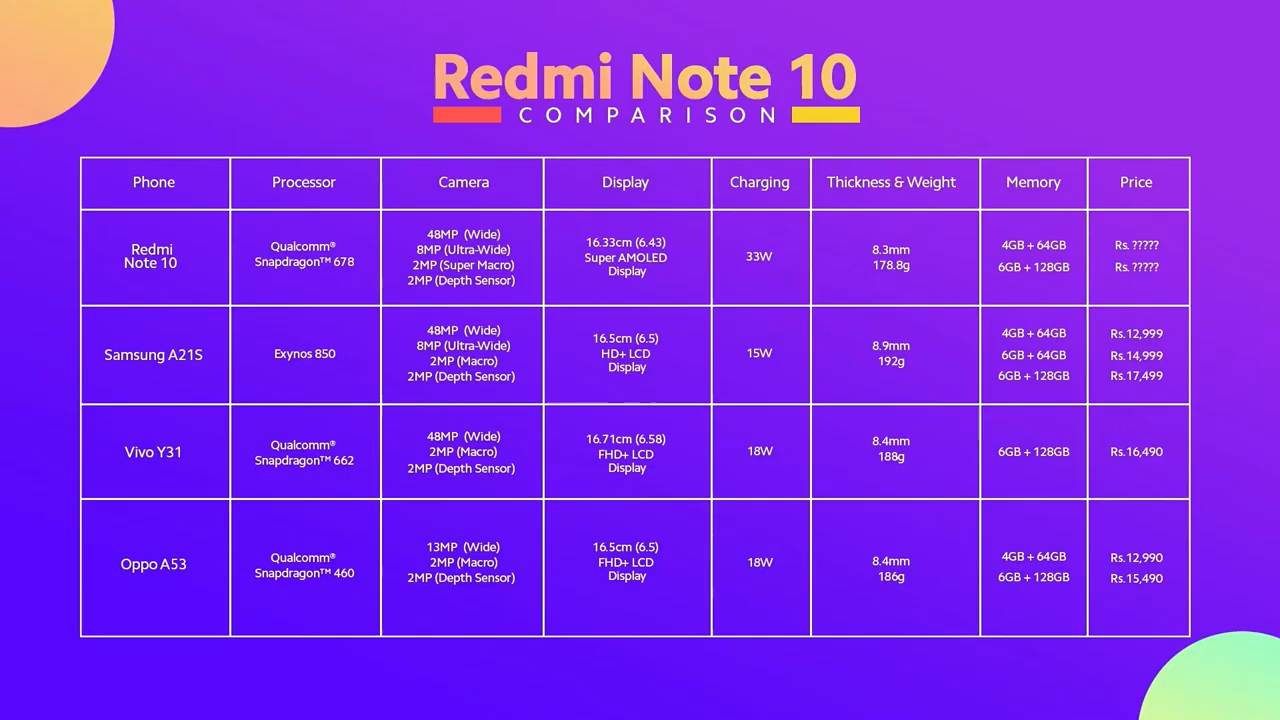 Redmi Note 10
COMPARISON
Phone
Processor
Camera
Display
Charging
Thickness & Weight
Memory
Price
Redmi
Note 10
Qualcomm®
Snapdragon™ 678
48MP (Wide)
8MP (Ultra-Wide)
2MP (Super Macro)
2MP (Depth Sensor)
16.33cm (6.43)
Super AMOLED
Display
33W
8.3mm
178.8g
4GB + 64GB
6GB + 128GB
Rs. ?????
Rs. ?????
Samsung A21S
Exynos 850
48MP (Wide)
8MP (Ultra-Wide)
2MP (Macro)
2MP (Depth Sensor)
16.5cm (6.5)
HD+ LCD
Display
15W
8.9mm
192g
4GB + 64GB
6GB + 64GB
6GB + 128GB
Rs.12,999
Rs.14,999
Rs.17,499
Vivo Y31
Qualcomm®
Snapdragon™ 662
48MP (Wide)
2MP (Macro)
2MP (Depth Sensor)
16.71cm (6.58)
FHD+ LCD
Display
18W
8.4mm
188g
6GB + 128GB
Rs.16,490
Oppo A53
Qualcomm®
Snapdragon™ 460
13MP (Wide)
2MP (Macro)
2MP (Depth Sensor)
16.5cm (6.5)
FHD+ LCD
Display
18W
8.4mm
186g
4GB + 64GB
6GB + 128GB
Rs.12,990
Rs.15,490